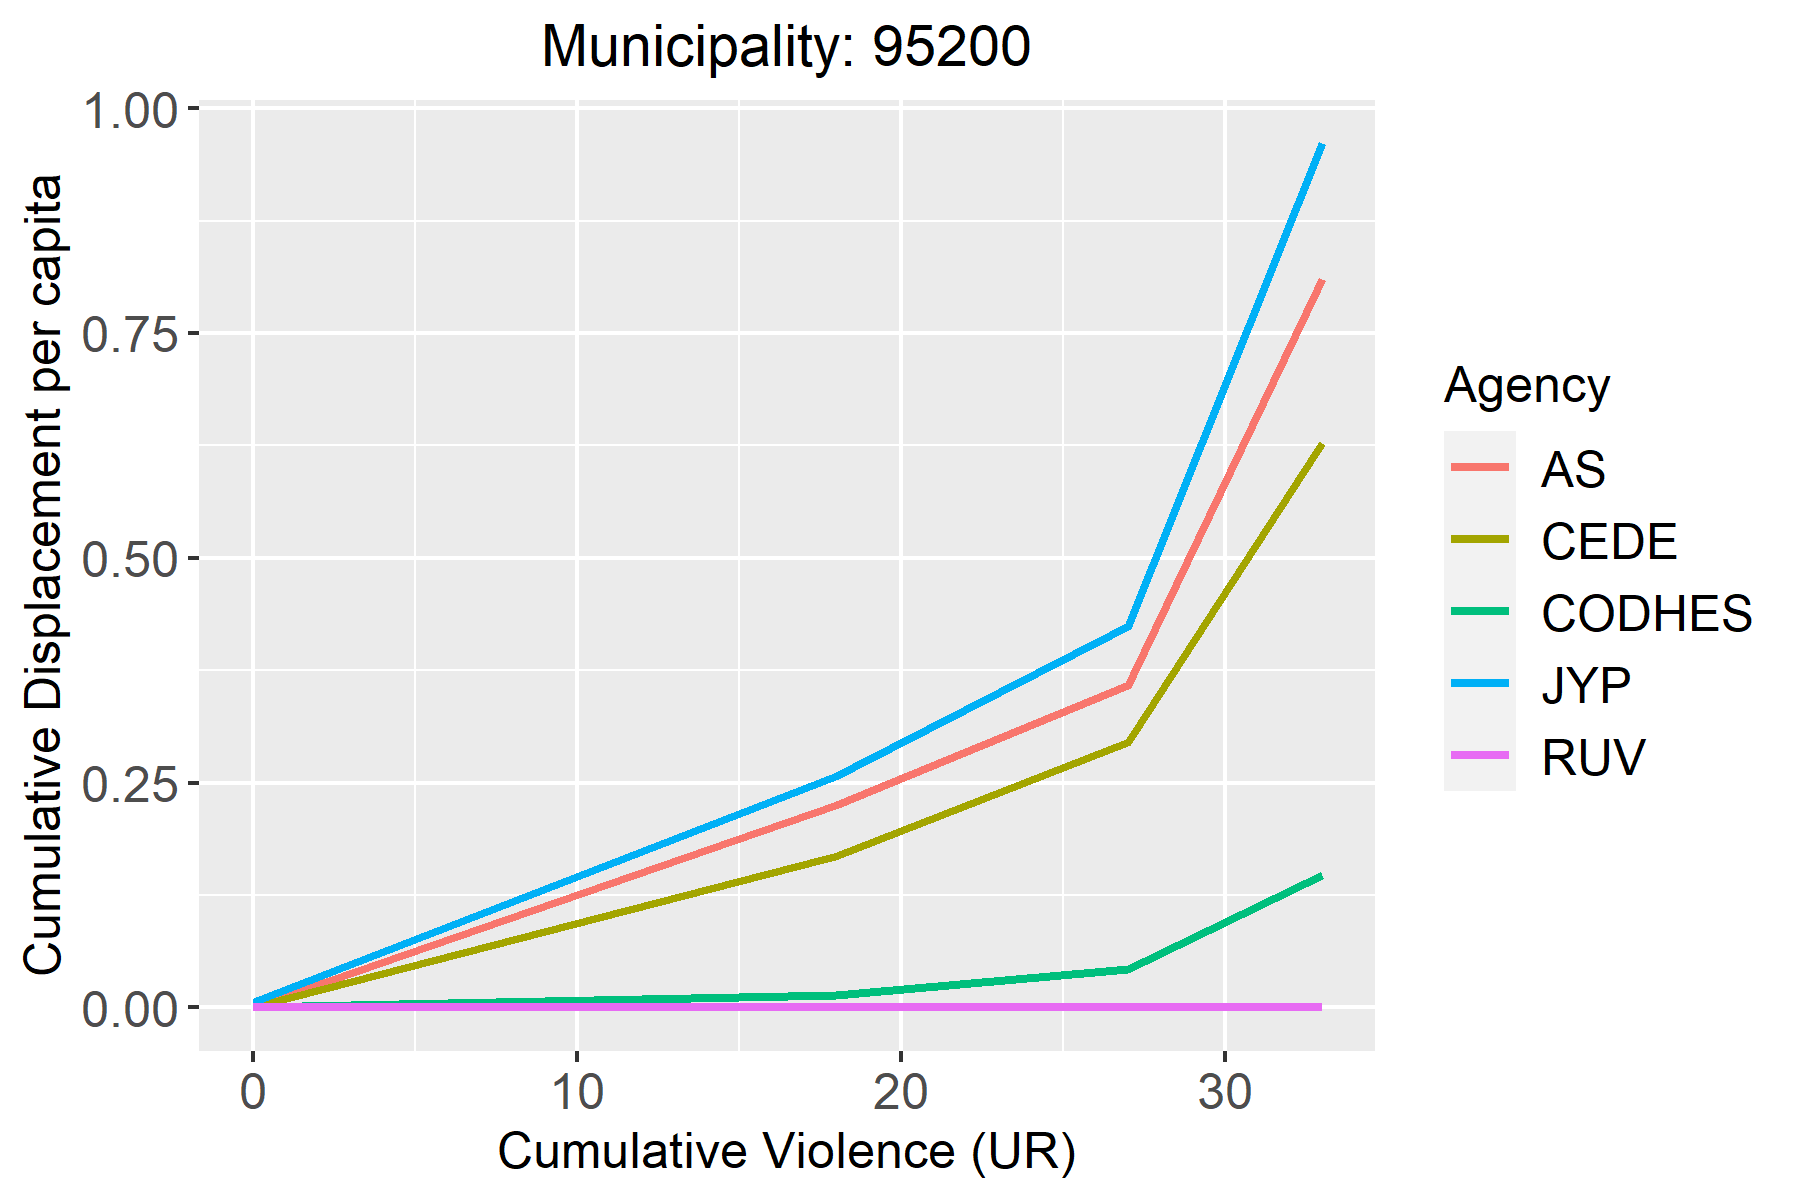 Municipality: 95200
Cumulative Displacement per capita
1.00
0.75
0.50
0.25
0.00
0 10 20 30
Cumulative Violence (UR)
Agency
AS
CEDE
CODHES
JYP
RUV